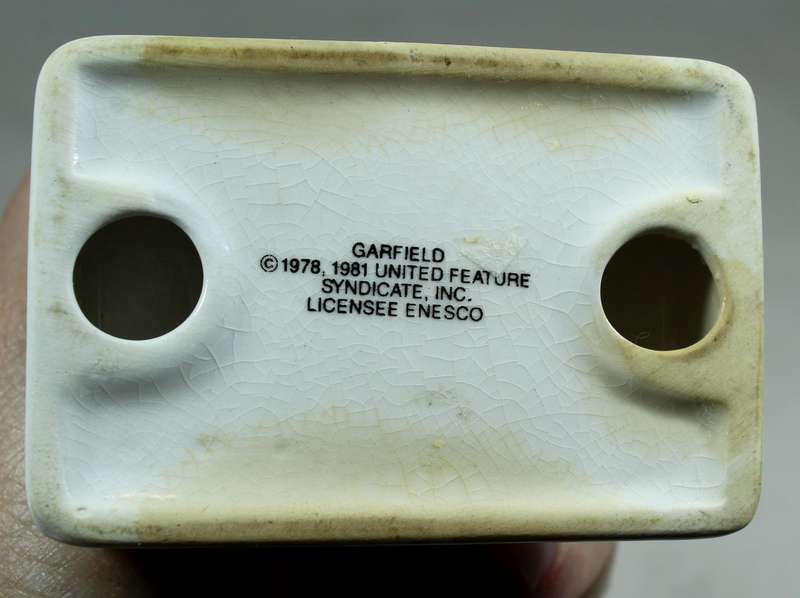 GARFIELD
©1978, 1981 UNITED FEATURE
SYNDICATE, INC.
LICENSEE ENESCO